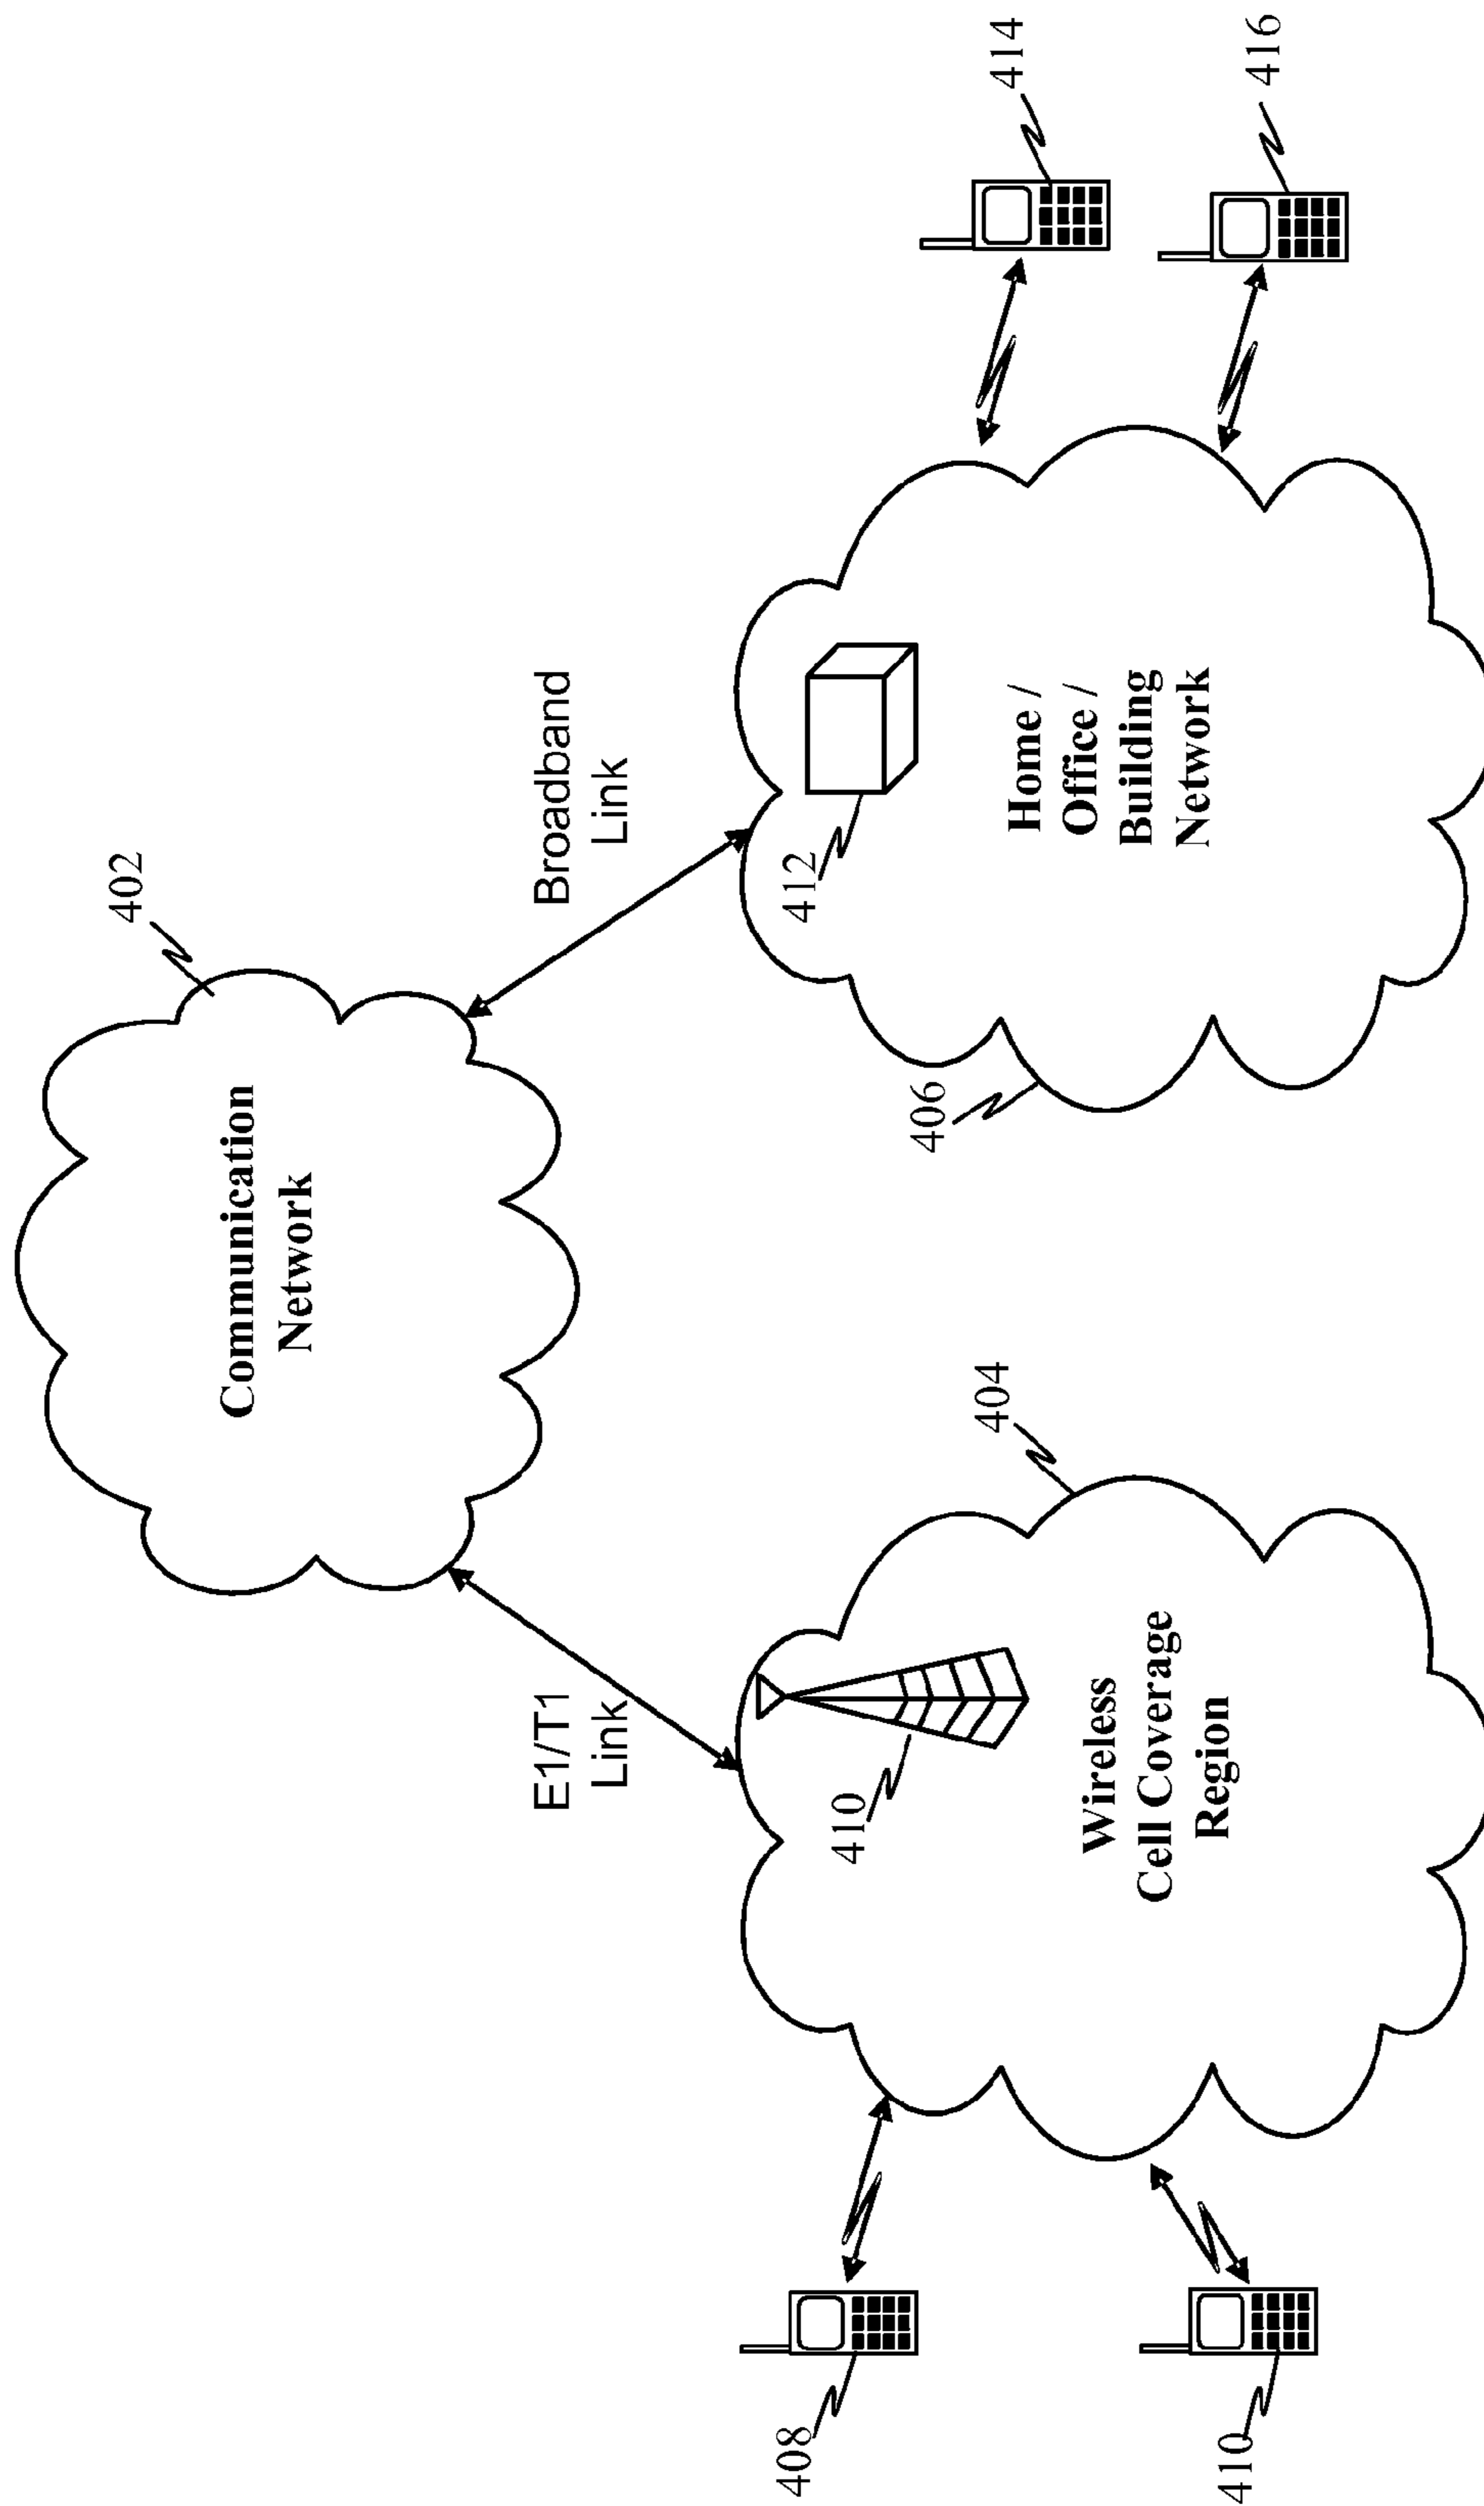 402
Communication
Network
E1/T1
Link
Broadband
Link
404
406
408
410
410
412
414
416
Wireless
Cell Coverage
Region
Home /
Office /
Building
Network